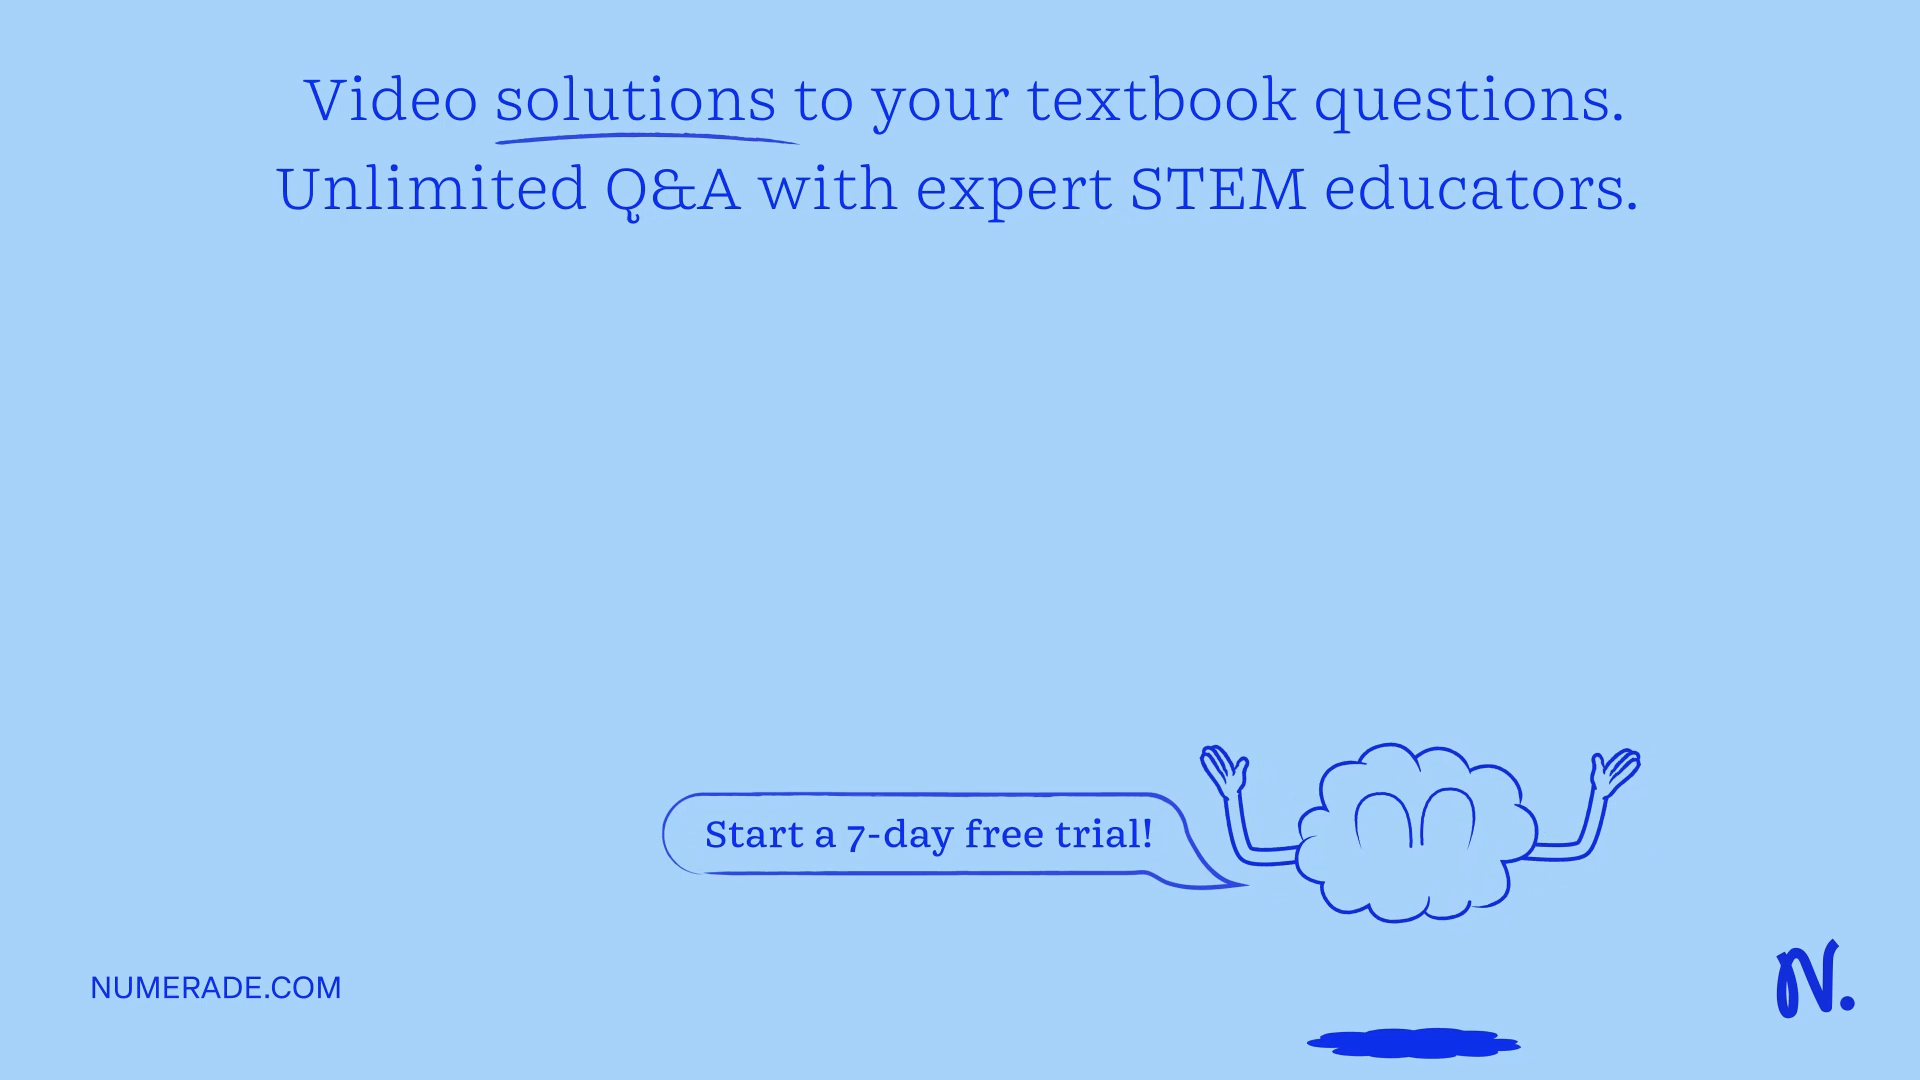 Video solutions to your textbook questions.
Unlimited Q&A with expert STEM educators.
Start a 7-day free trial!
NUMERADE.COM
N.